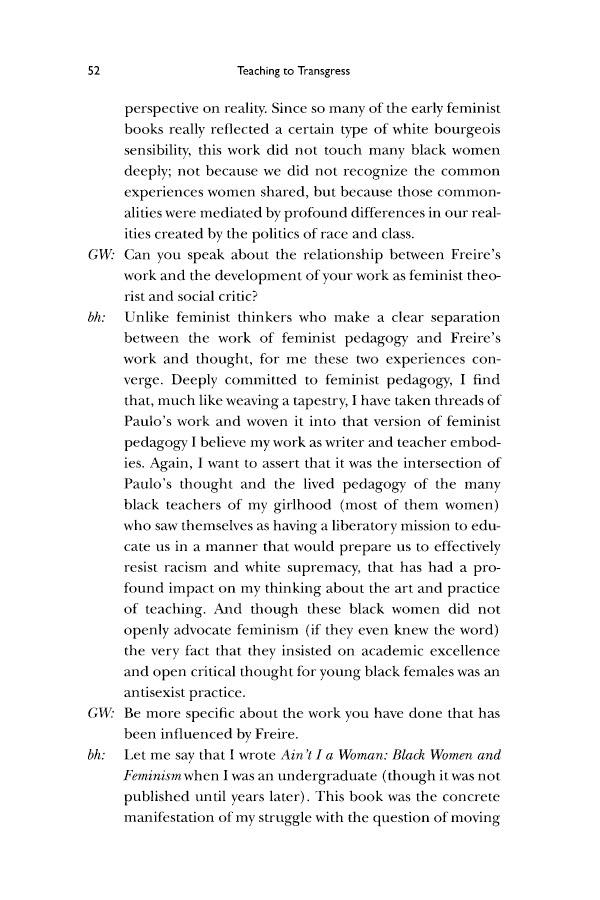 52 Teaching to Transgress
perspective on reality. Since so many of the early feminist
books really reflected a certain type of white bourgeois
sensibility, this work did not touch many black women
deeply; not because we did not recognize the common
experiences women shared, but because those common-
alities were mediated by profound differences in our real-
ities created by the politics of race and class.
GW: Can you speak about the relationship between Freire's
work and the development of your work as feminist theo-
rist and social critic?
bh: Unlike feminist thinkers who make a clear separation
between the work of feminist pedagogy and Freire's
work and thought, for me these two experiences con-
verge. Deeply committed to feminist pedagogy, I find
that, much like weaving a tapestry, I have taken threads of
Paulo's work and woven it into that version of feminist
pedagogy I believe my work as writer and teacher embod-
ies. Again, I want to assert that it was the intersection of
Paulo's thought and the lived pedagogy of the many
black teachers of my girlhood (most of them women)
who saw themselves as having a liberatory mission to edu-
cate us in a manner that would prepare us to effectively
resist racism and white supremacy, that has had a pro-
found impact on my thinking about the art and practice
of teaching. And though these black women did not
openly advocate feminism (if they even knew the word)
the very fact that they insisted on academic excellence
and open critical thought for young black females was an
antisexist practice.
GW: Be more specific about the work you have done that has
been influenced by Freire.
bh: Let me say that I wrote Ain't I a Woman: Black Women and
Feminism when I was an undergraduate (though it was not
published until years later). This book was the concrete
manifestation of my struggle with the question of moving